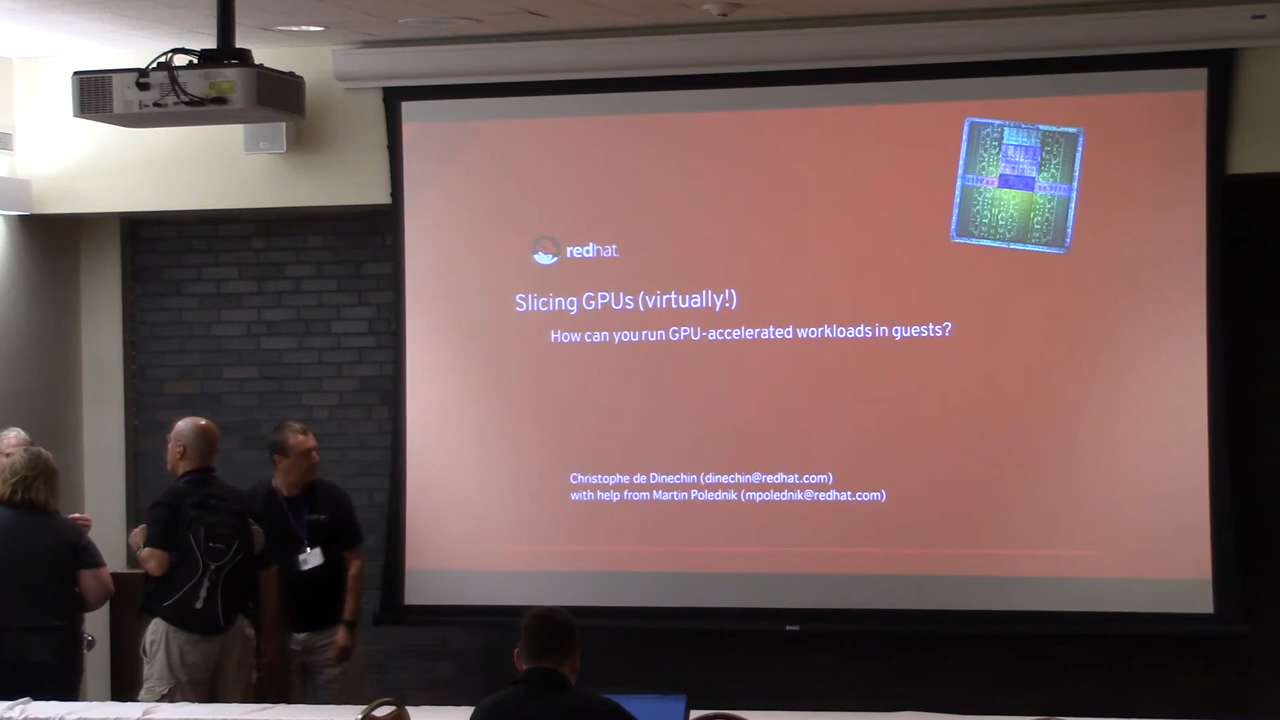 redhat.
Slicing GPUs (virtually!)
How can you run GPU-accelerated workloads in guests?
Christophe de Dinechin (dinechin@redhat.com)
with help from Martin Polednik (mpolednik@redhat.com)